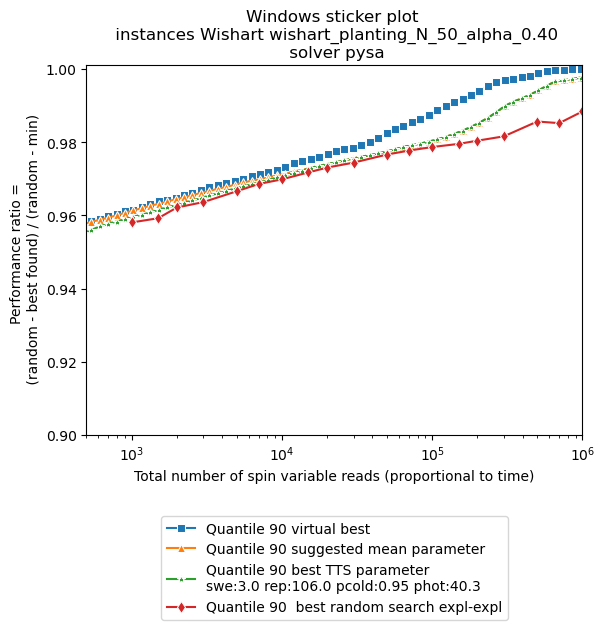 Windows sticker plot
instances Wishart wishart_planting_N_50_alpha_0.40
solver pysa
1.00
0.98
0.96
0.94
0.92
0.90
Performance ratio =
(random - best found) / (random - min)
10³
10⁴
10⁵
10⁶
Total number of spin variable reads (proportional to time)
Quantile 90 virtual best
Quantile 90 suggested mean parameter
Quantile 90 best TTS parameter
swe:3.0 rep:106.0 pcold:0.95 phot:40.3
Quantile 90  best random search expl-expl